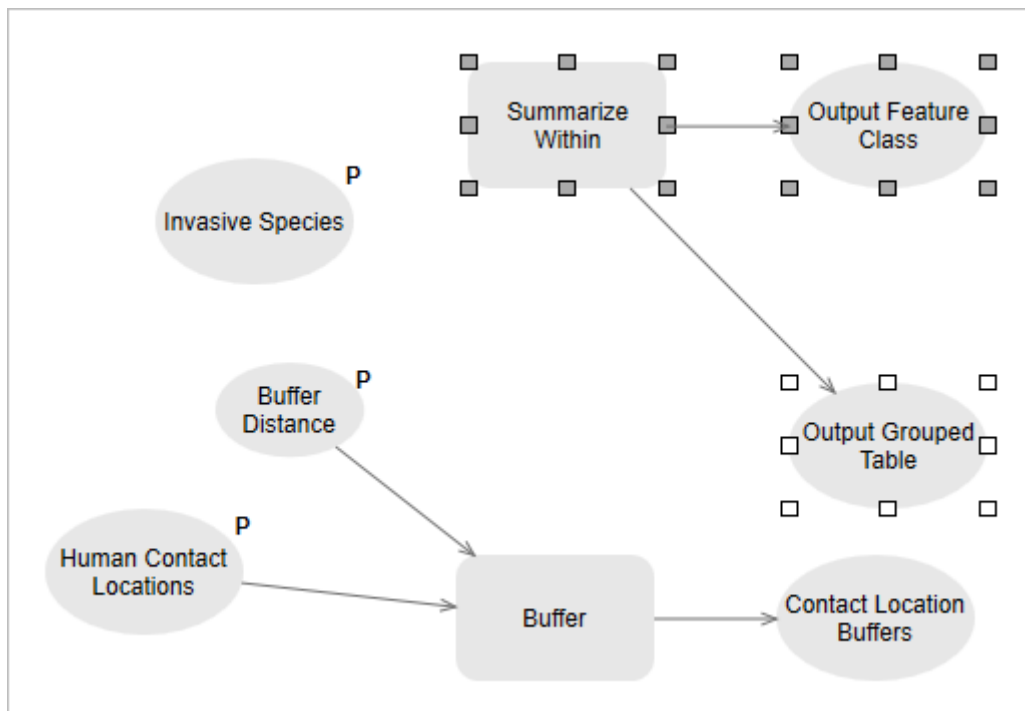 Summarize
Within
Output Feature
Class
P
Invasive Species
P
Buffer
Distance
Output Grouped
Table
P
Human Contact
Locations
Buffer
Contact Location
Buffers